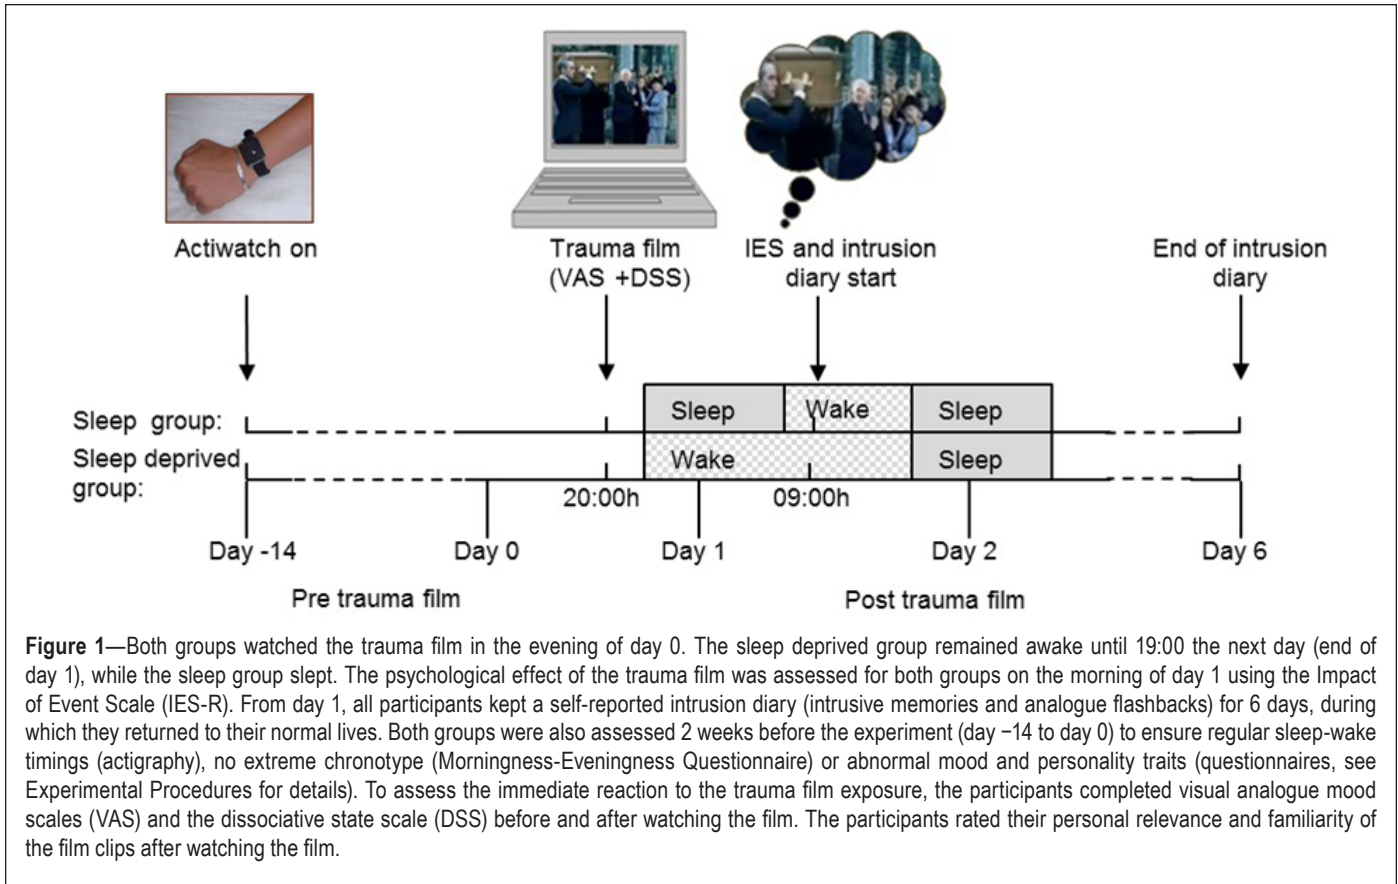 Actiwatch on
Trauma film
(VAS +DSS)
IES and intrusion
diary start
End of intrusion
diary
Sleep group:
Sleep
Wake
Sleep
Sleep deprived
group:
Wake
Sleep
20:00h
09:00h
Day -14
Day 0
Day 1
Day 2
Day 6
Pre trauma film
Post trauma film
Figure 1—Both groups watched the trauma film in the evening of day 0. The sleep deprived group remained awake until 19:00 the next day (end of
day 1), while the sleep group slept. The psychological effect of the trauma film was assessed for both groups on the morning of day 1 using the Impact
of Event Scale (IES-R). From day 1, all participants kept a self-reported intrusion diary (intrusive memories and analogue flashbacks) for 6 days, during
which they returned to their normal lives. Both groups were also assessed 2 weeks before the experiment (day −14 to day 0) to ensure regular sleep-wake
timings (actigraphy), no extreme chronotype (Morningness-Eveningness Questionnaire) or abnormal mood and personality traits (questionnaires, see
Experimental Procedures for details). To assess the immediate reaction to the trauma film exposure, the participants completed visual analogue mood
scales (VAS) and the dissociative state scale (DSS) before and after watching the film. The participants rated their personal relevance and familiarity of
the film clips after watching the film.